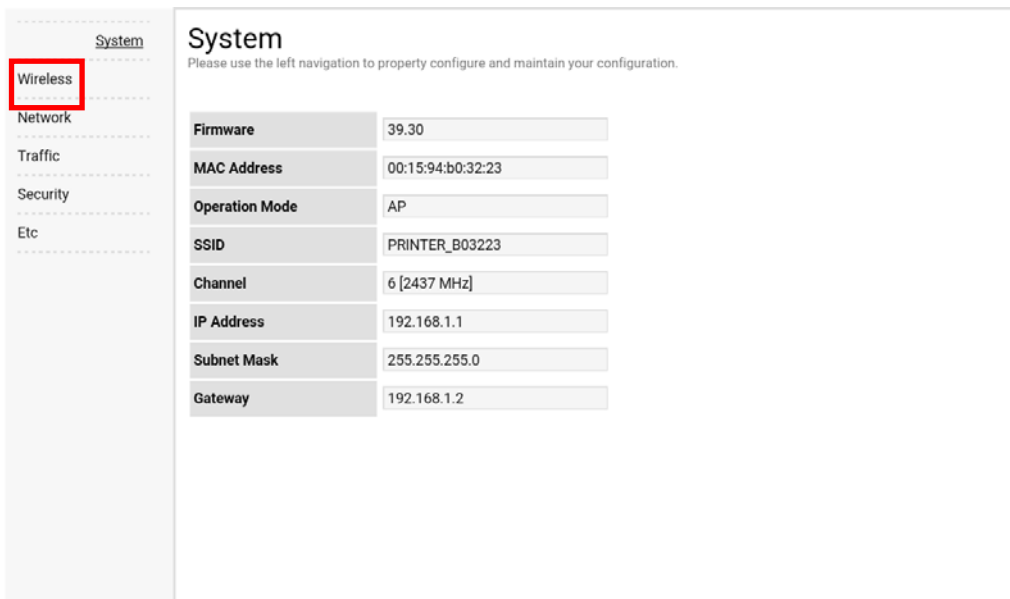 System
Wireless
Network
Traffic
Security
Etc
System
Please use the left navigation to property configure and maintain your configuration.
Firmware 39.30
MAC Address 00:15:94:b0:32:23
Operation Mode AP
SSID PRINTER_B03223
Channel 6 [2437 MHz]
IP Address 192.168.1.1
Subnet Mask 255.255.255.0
Gateway 192.168.1.2